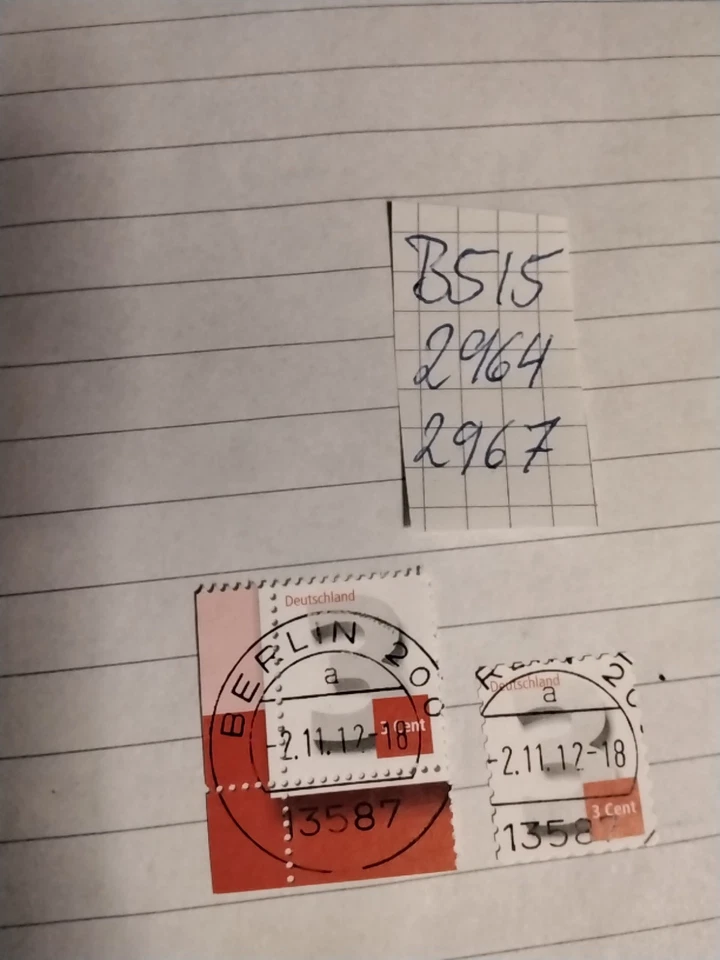 B515
2964
2967
Deutschland
BERLIN 20
a
-2.11.12-18
3 Cent
13587
Deutschland
a
-2.11.12-18
3 Cent
1358